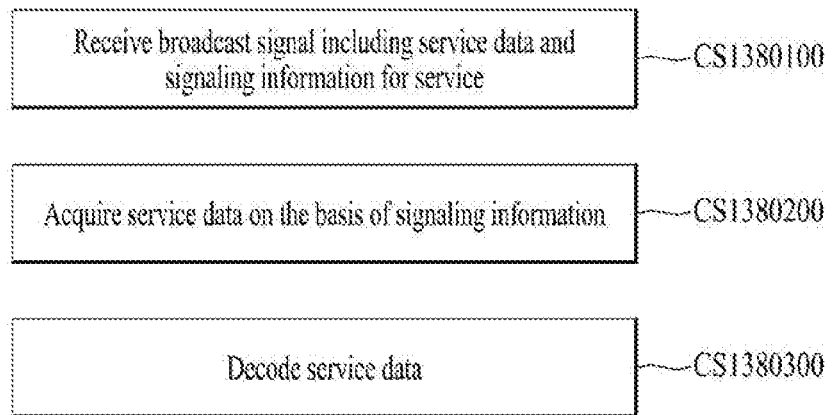 Receive broadcast signal including service data and
signaling information for service
CS1380100
Acquire service data on the basis of signaling information
CS1380200
Decode service data
CS1380300